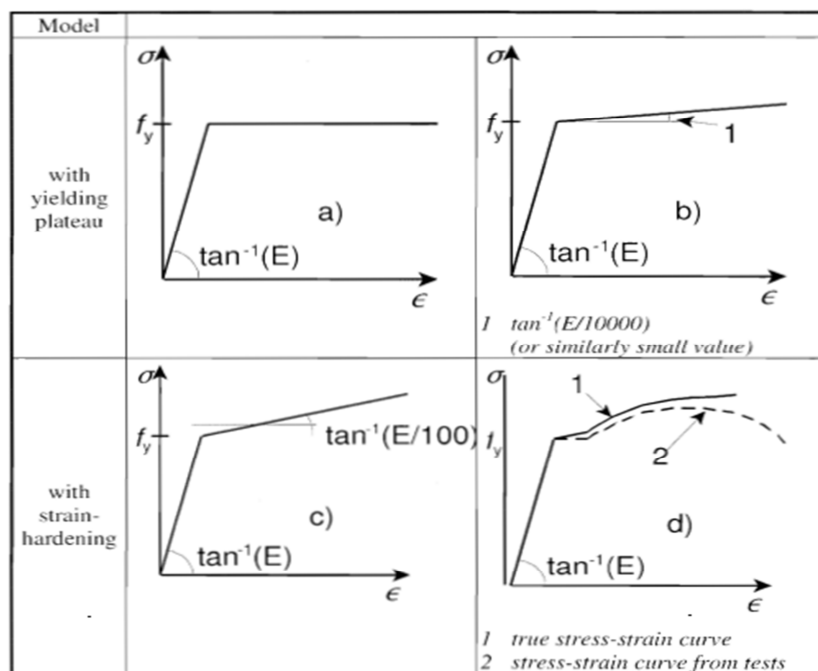 Model
with
yielding
plateau
σ
f_y
a)
tan⁻¹(E)
ϵ
σ
f_y
1
b)
tan⁻¹(E)
ϵ
1 tan⁻¹(E/10000)
(or similarly small value)
with
strain-
hardening
σ
f_y
tan⁻¹(E/100)
c)
tan⁻¹(E)
ϵ
σ
1
f_y
2
d)
tan⁻¹(E)
ϵ
1 true stress-strain curve
2 stress-strain curve from tests